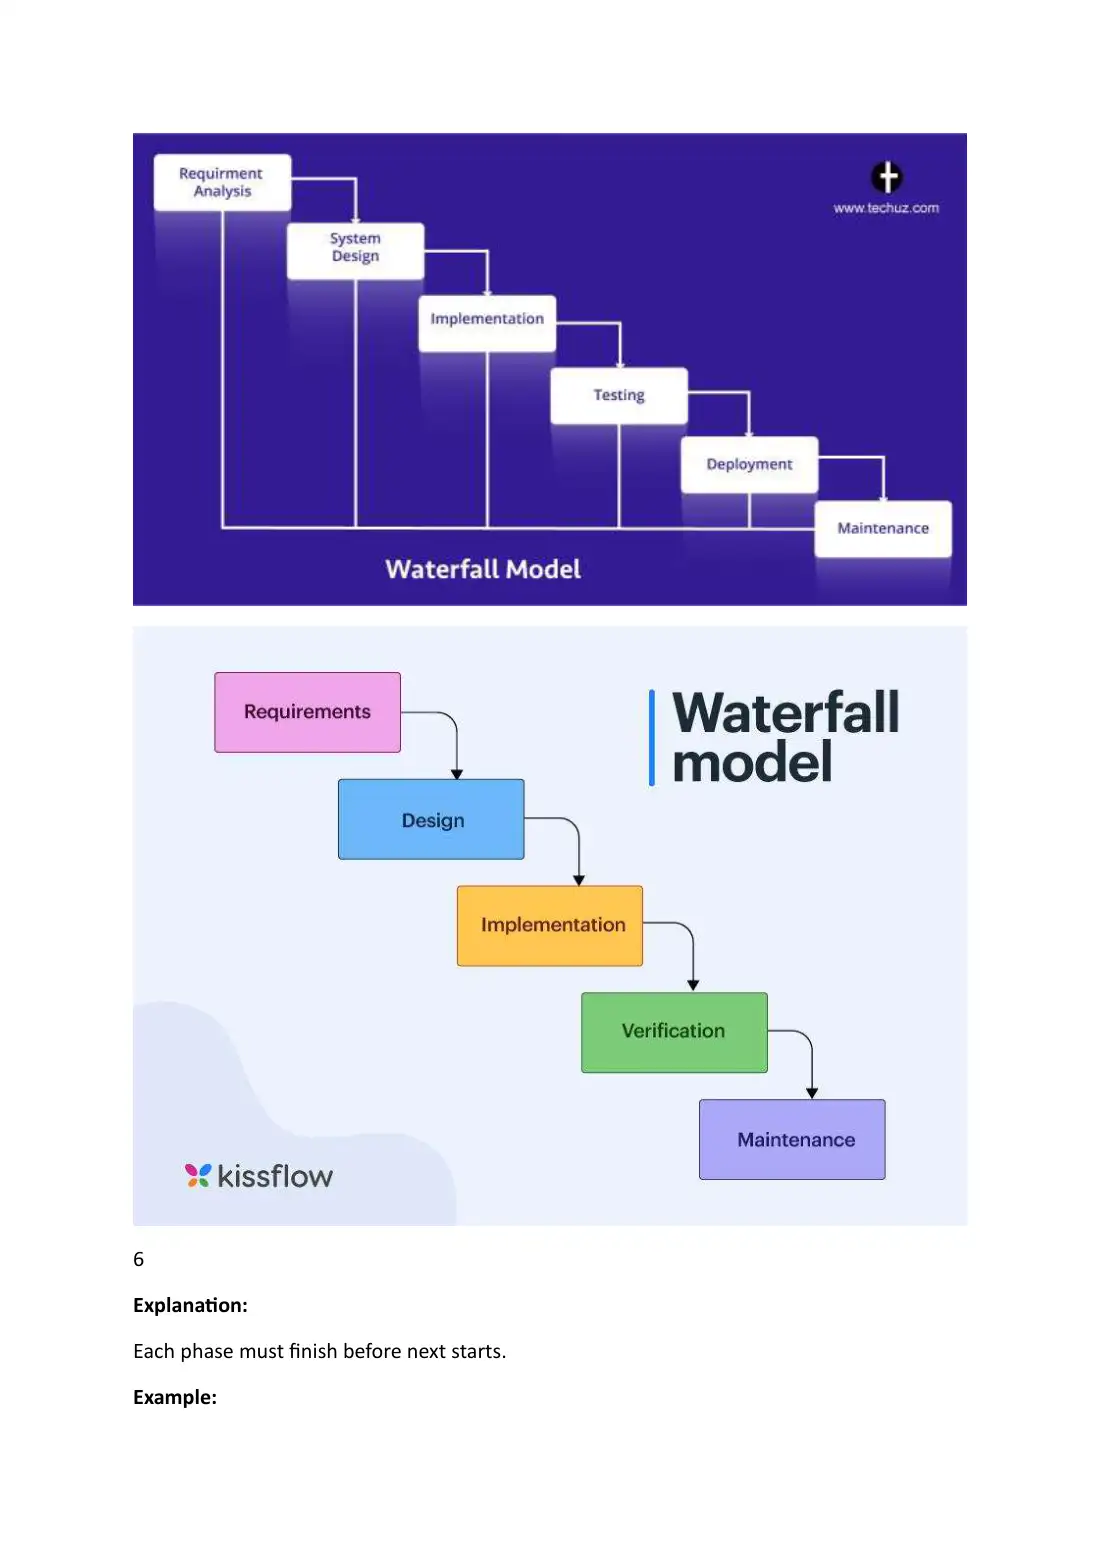 Requirment
Analysis
www.techuz.com
System
Design
Implementation
Testing
Deployment
Maintenance
Waterfall Model
Requirements
Waterfall
model
Design
Implementation
Verification
Maintenance
kissflow
6
Explanation:
Each phase must finish before next starts.
Example: